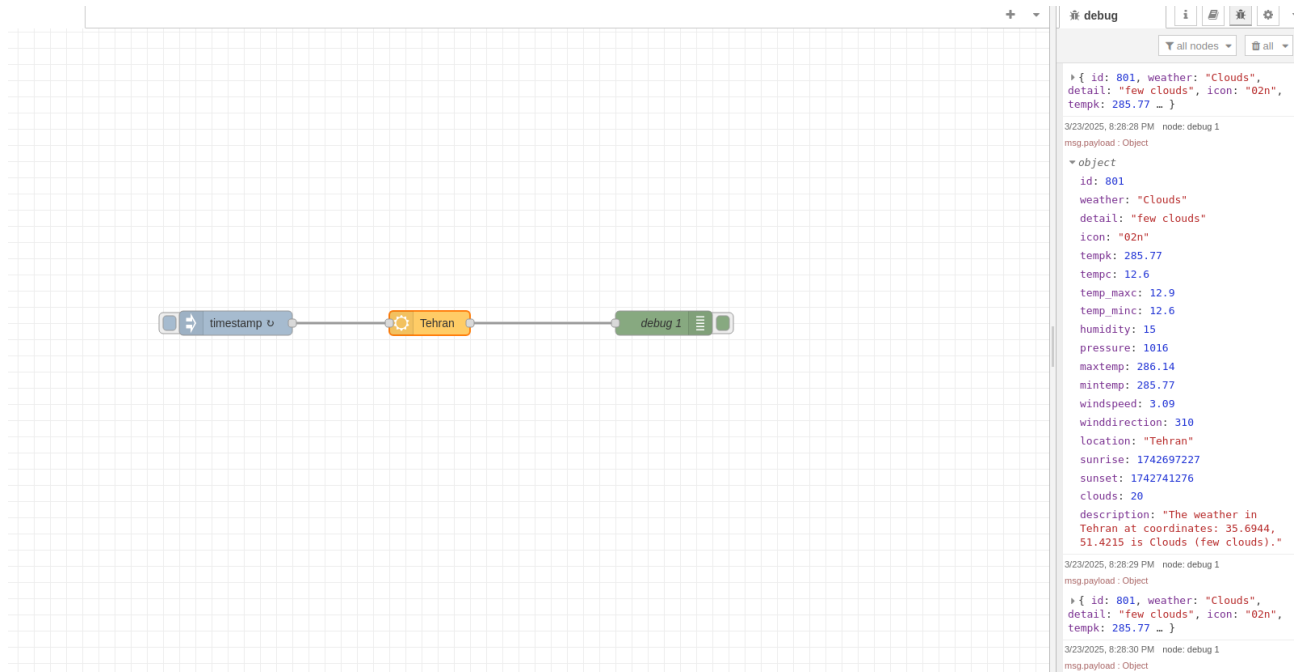 debug
i
all nodes
all
{ id: 801, weather: "Clouds",
detail: "few clouds", icon: "02n",
tempk: 285.77 … }
3/23/2025, 8:28:28 PM node: debug 1
msg.payload : Object
object
id: 801
weather: "Clouds"
detail: "few clouds"
icon: "02n"
tempk: 285.77
tempc: 12.6
temp_maxc: 12.9
temp_minc: 12.6
humidity: 15
pressure: 1016
maxtemp: 286.14
mintemp: 285.77
windspeed: 3.09
winddirection: 310
location: "Tehran"
sunrise: 1742697227
sunset: 1742741276
clouds: 20
description: "The weather in
Tehran at coordinates: 35.6944,
51.4215 is Clouds (few clouds)."
3/23/2025, 8:28:29 PM node: debug 1
msg.payload : Object
{ id: 801, weather: "Clouds",
detail: "few clouds", icon: "02n",
tempk: 285.77 … }
3/23/2025, 8:28:30 PM node: debug 1
msg.payload : Object
timestamp ↻
Tehran
debug 1